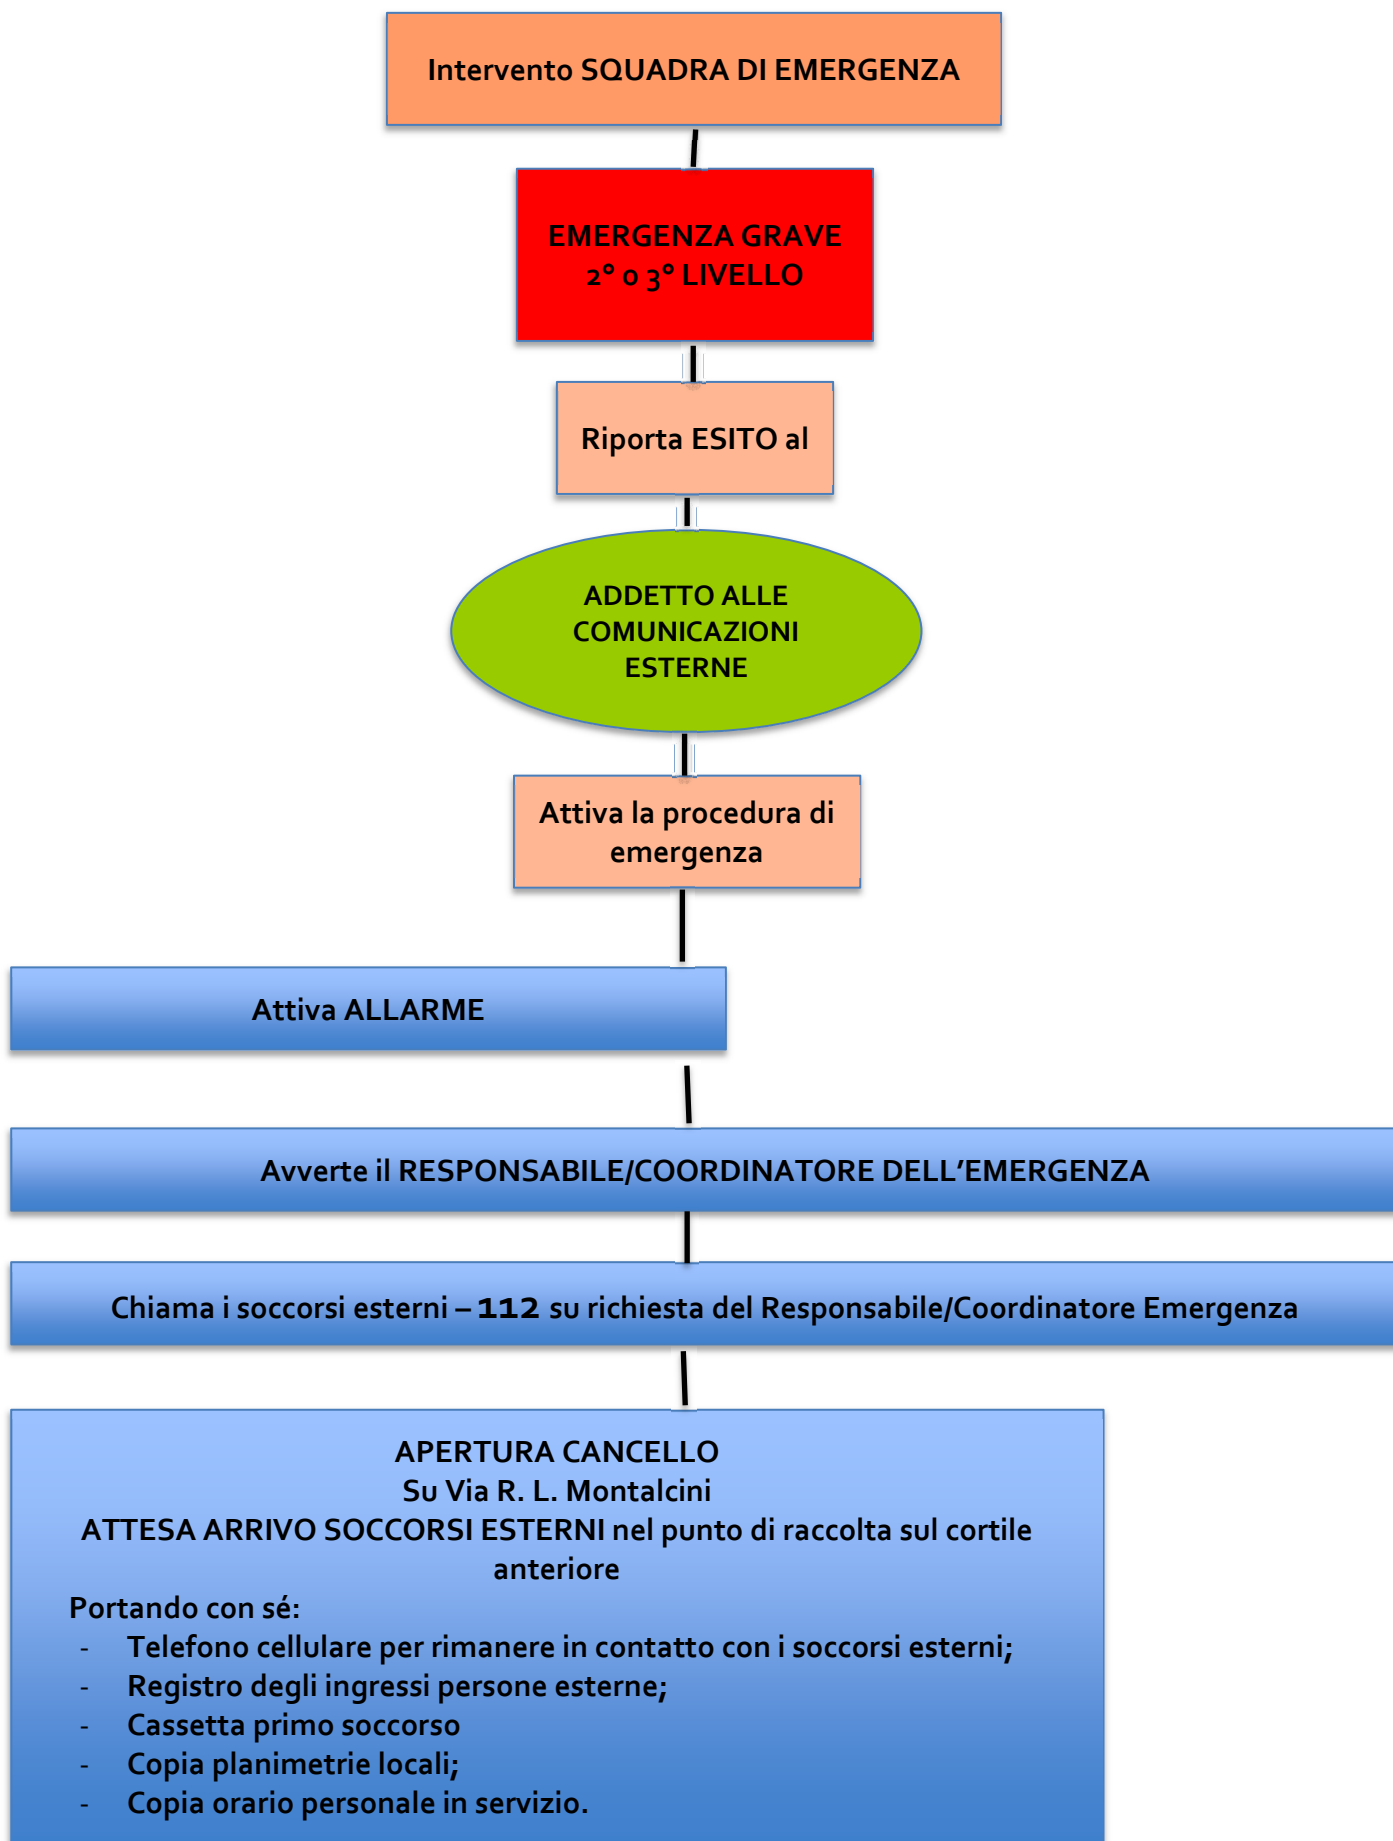 Intervento SQUADRA DI EMERGENZA
EMERGENZA GRAVE
2° o 3° LIVELLO
Riporta ESITO al
ADDETTO ALLE
COMUNICAZIONI
ESTERNE
Attiva la procedura di
emergenza
Attiva ALLARME
Avverte il RESPONSABILE/COORDINATORE DELL’EMERGENZA
Chiama i soccorsi esterni – 112 su richiesta del Responsabile/Coordinatore Emergenza
APERTURA CANCELLO
Su Via R. L. Montalcini
ATTESA ARRIVO SOCCORSI ESTERNI nel punto di raccolta sul cortile
anteriore
Portando con sé:
- Telefono cellulare per rimanere in contatto con i soccorsi esterni;
- Registro degli ingressi persone esterne;
- Cassetta primo soccorso
- Copia planimetrie locali;
- Copia orario personale in servizio.